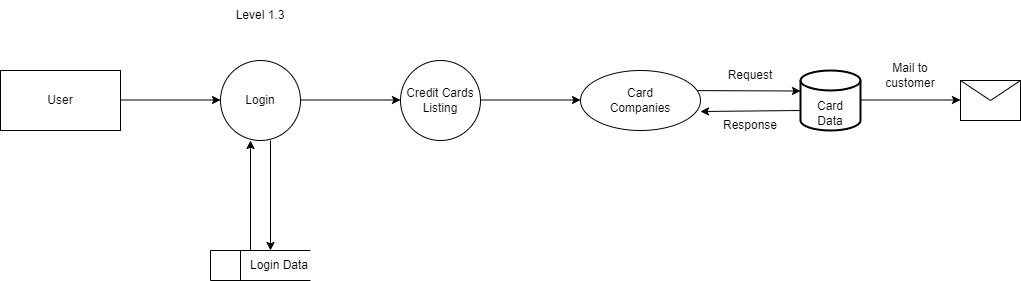 Level 1.3
User
Login
Credit Cards
Listing
Card
Companies
Request
Response
Card
Data
Mail to
customer
Login Data